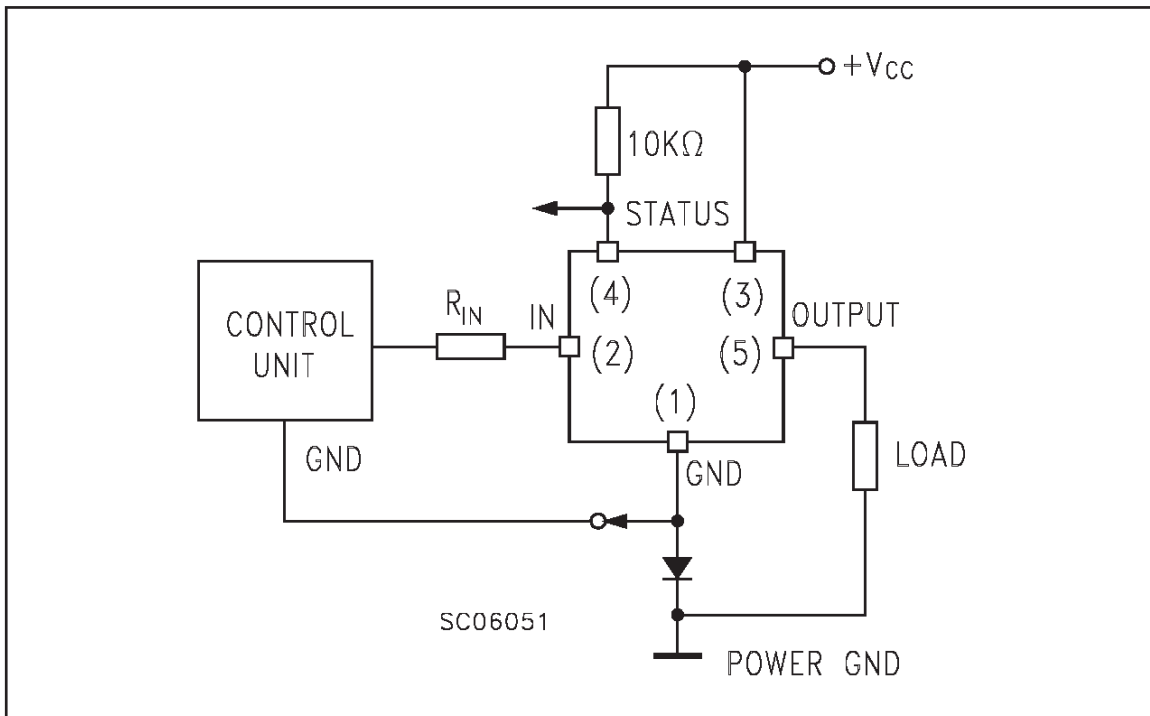 +VCC
10KΩ
STATUS
(4)
(3)
CONTROL
UNIT
RIN
IN
(2)
(5)
OUTPUT
(1)
GND
GND
LOAD
SC06051
POWER GND